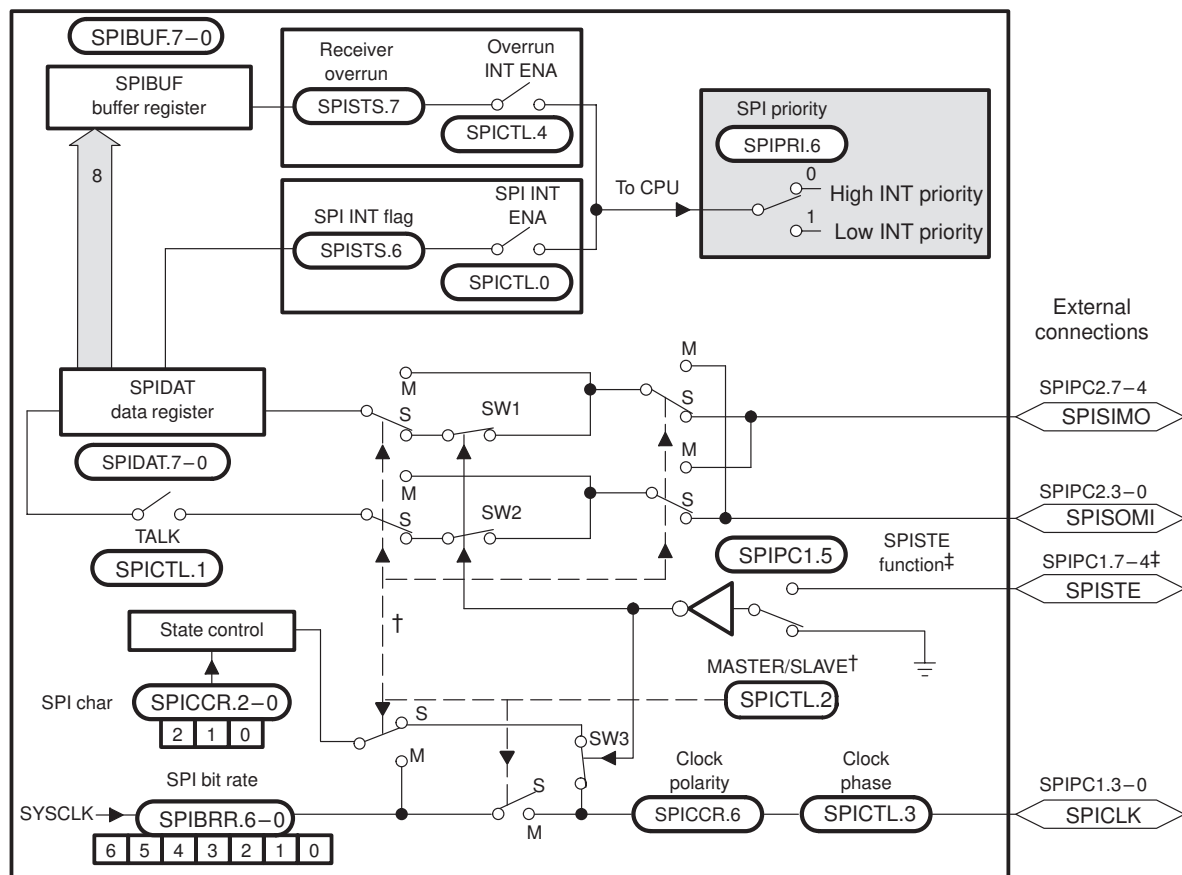 SPIBUF.7–0
SPIBUF
buffer register
8
Receiver
overrun
SPISTS.7
Overrun
INT ENA
SPICTL.4
SPI INT flag
SPISTS.6
SPI INT
ENA
SPICTL.0
To CPU
SPI priority
SPIPRI.6
0
High INT priority
1
Low INT priority
External
connections
SPIDAT
data register
SPIDAT.7–0
M
S
SW1
M
S
SPIPC2.7–4
SPISIMO
M
S
SW2
M
S
SPIPC2.3–0
SPISOMI
TALK
SPICTL.1
SPIPC1.5
SPISTE
function‡
SPIPC1.7–4‡
SPISTE
†
State control
SPI char
SPICCR.2–0
2 1 0
MASTER/SLAVE†
SPICTL.2
S
M
SW3
SPI bit rate
SYSCLK
SPIBRR.6–0
6 5 4 3 2 1 0
S
M
Clock
polarity
SPICCR.6
Clock
phase
SPICTL.3
SPIPC1.3–0
SPICLK